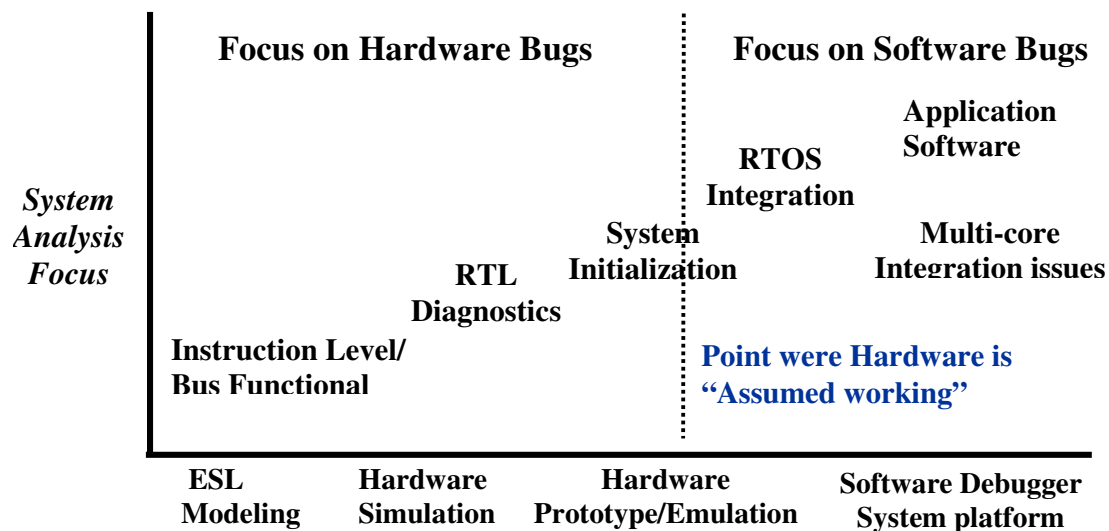 Focus on Hardware Bugs
Focus on Software Bugs
Application
Software
RTOS
Integration
System
Analysis
Focus
System
Initialization
Multi-core
Integration issues
RTL
Diagnostics
Instruction Level/
Bus Functional
Point were Hardware is
“Assumed working”
ESL
Modeling
Hardware
Simulation
Hardware
Prototype/Emulation
Software Debugger
System platform